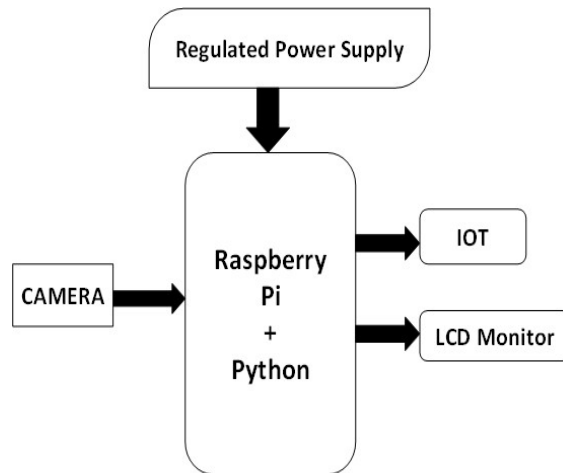 Regulated Power Supply
Raspberry
Pi
+
Python
CAMERA
IOT
LCD Monitor